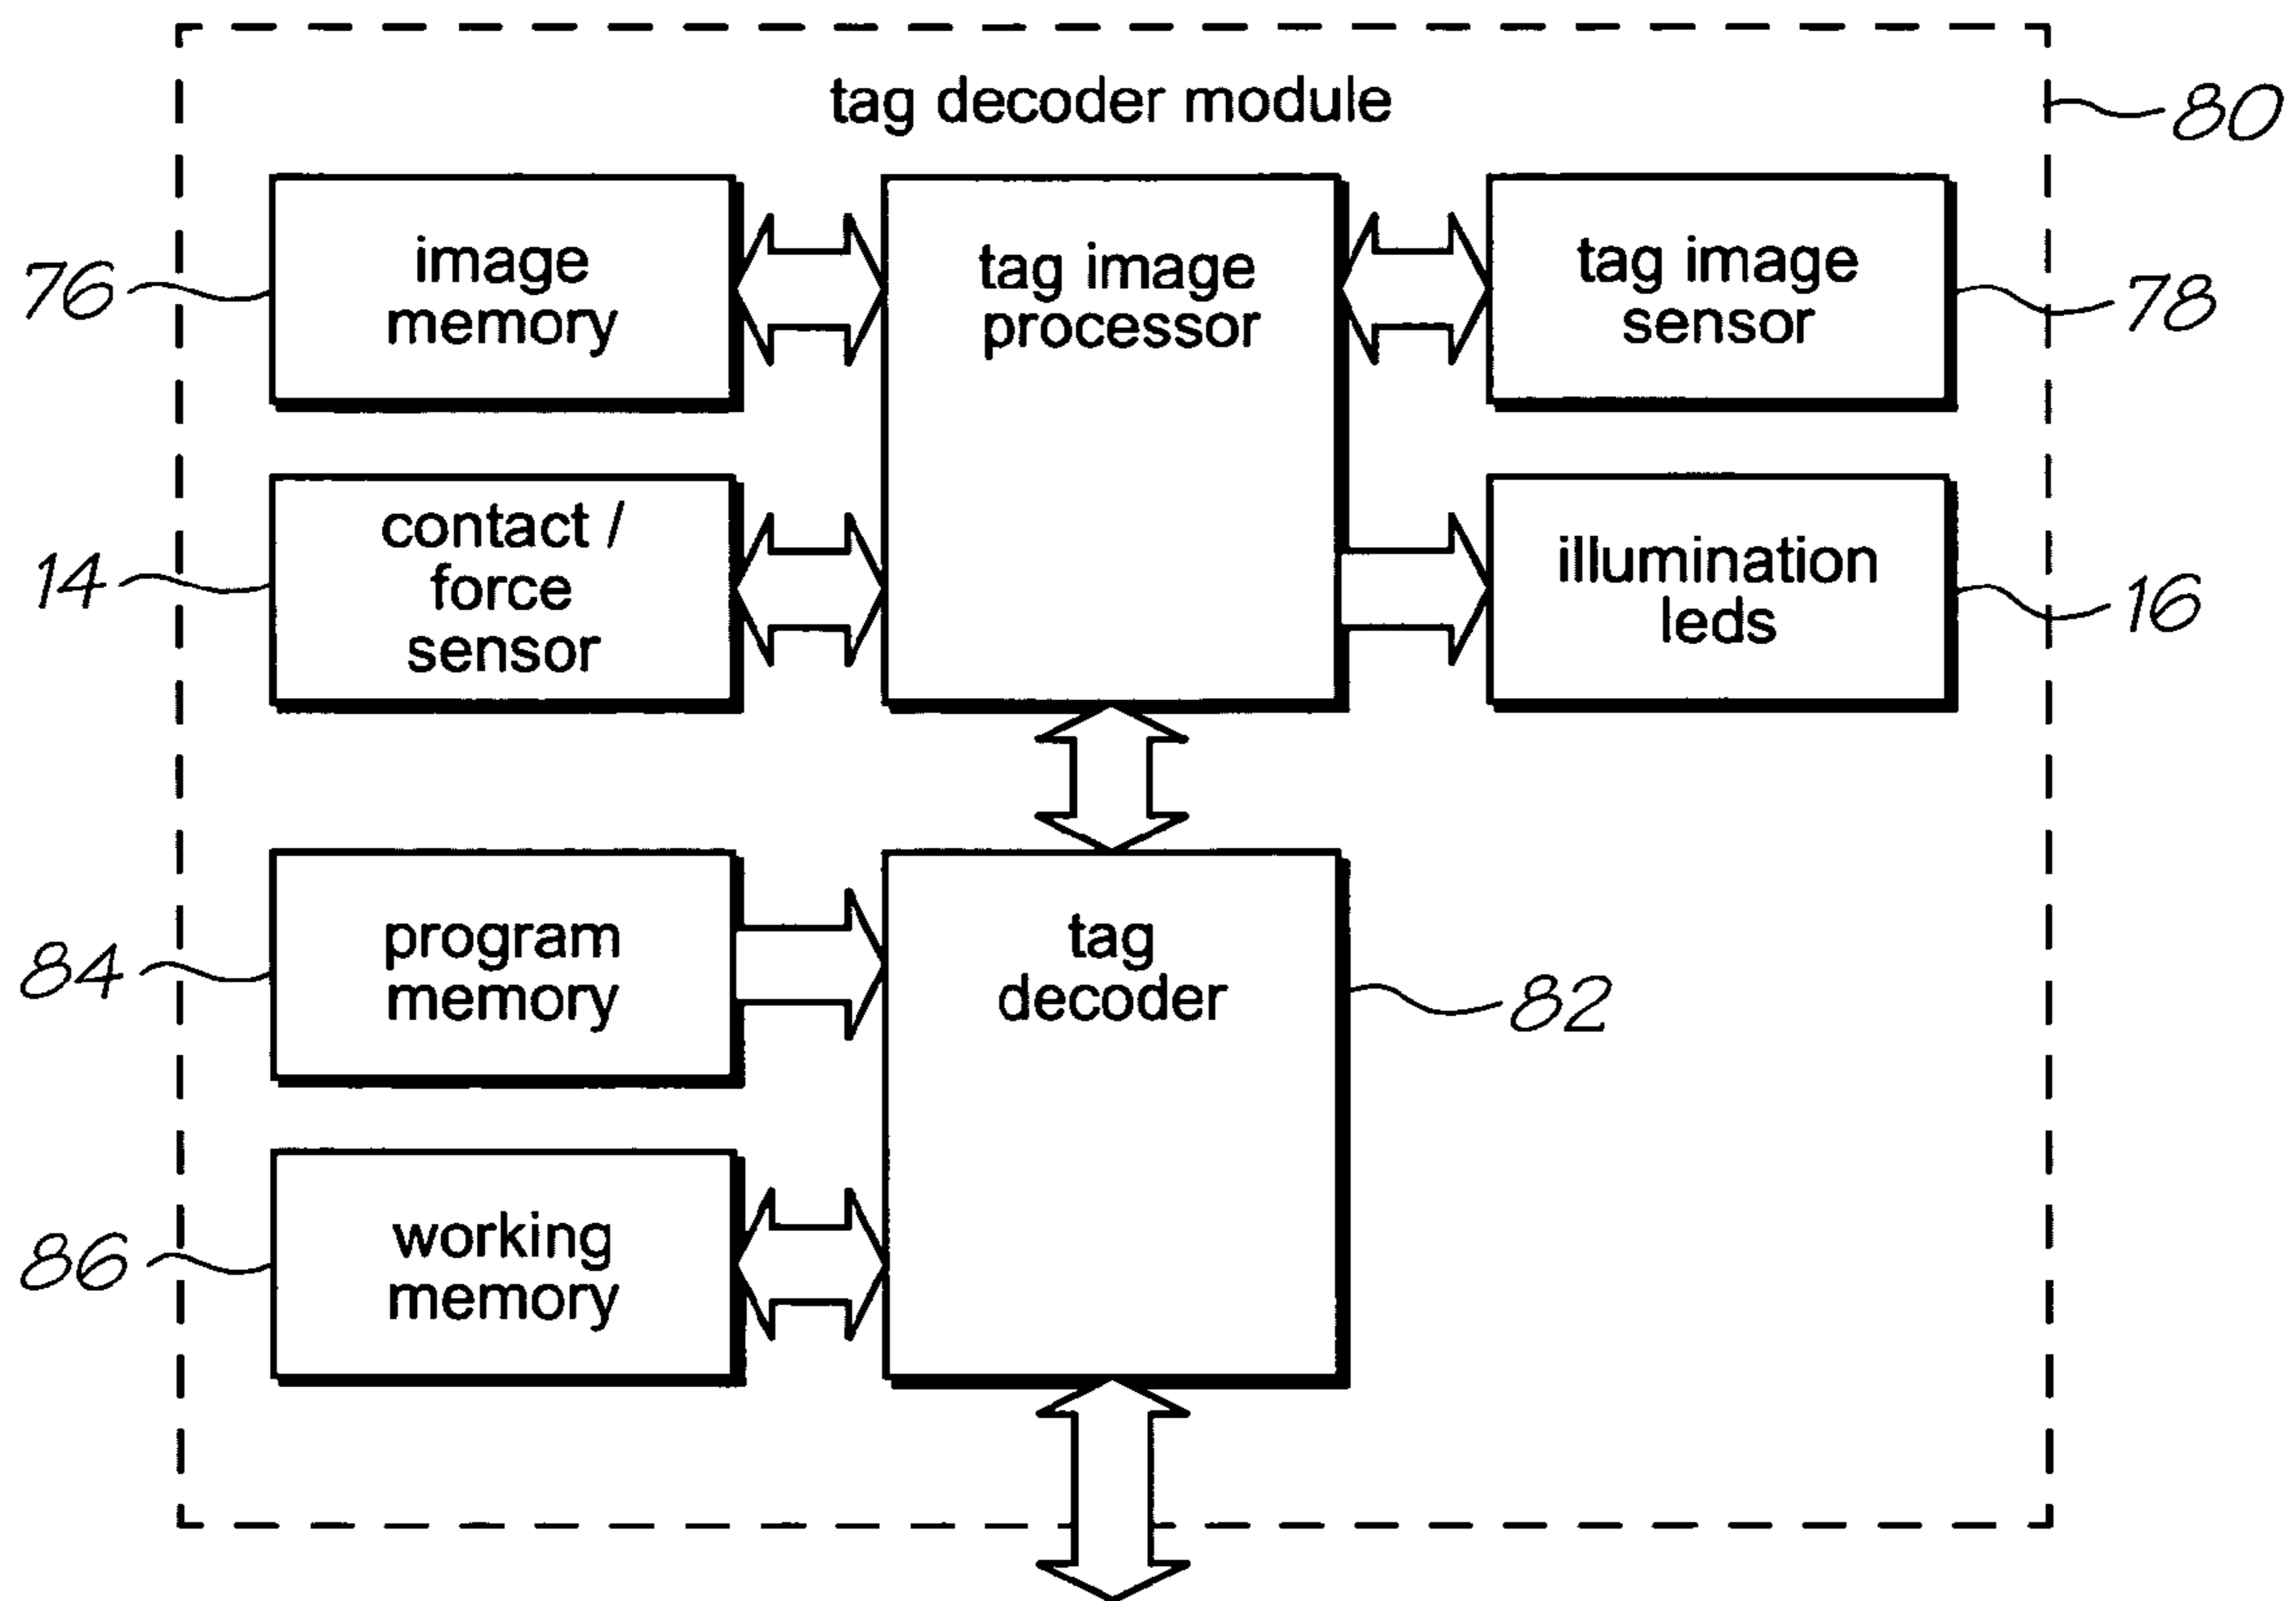 tag decoder module
80
76
image
memory
tag image
processor
tag image
sensor
78
14
contact /
force
sensor
illumination
leds
16
84
program
memory
tag
decoder
82
86
working
memory